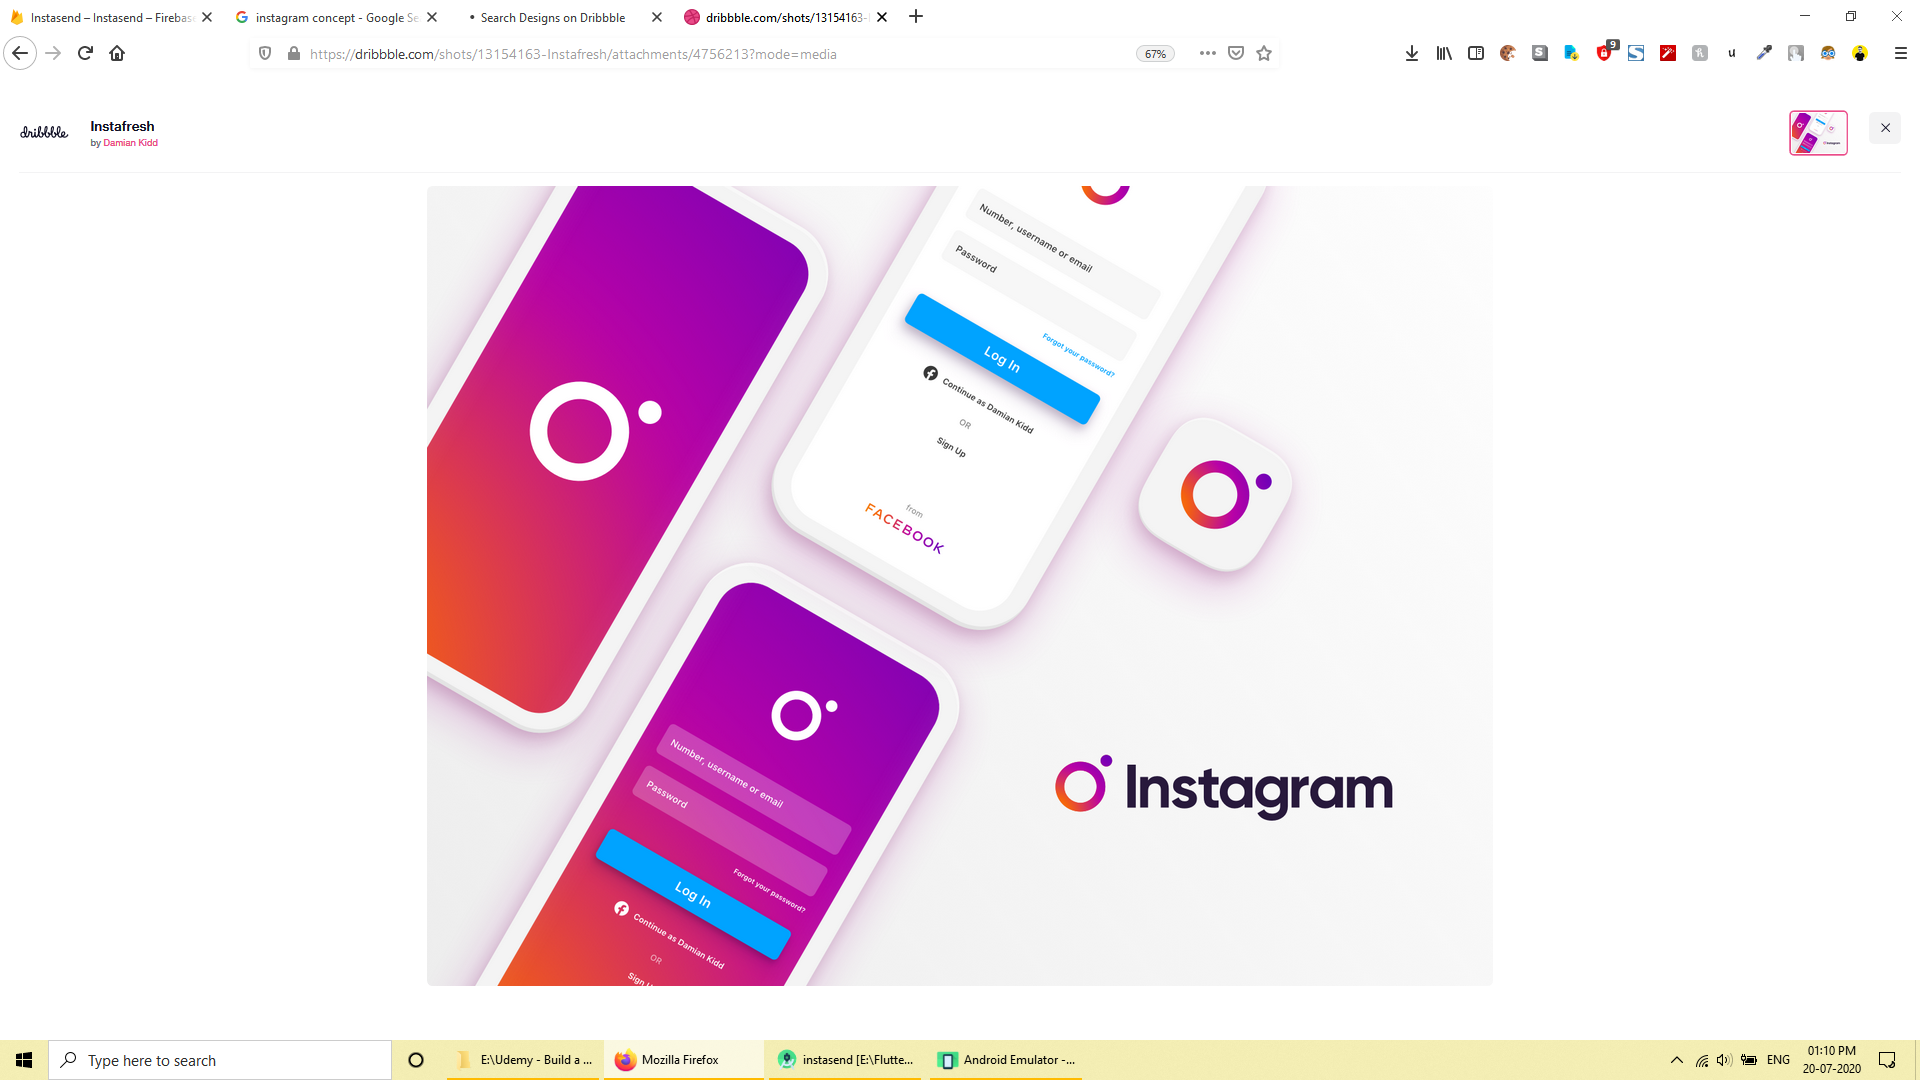 Instasend – Instasend – Firebas
instagram concept - Google Se
Search Designs on Dribbble
dribbble.com/shots/13154163-
https://dribbble.com/shots/13154163-Instafresh/attachments/4756213?mode=media
67%
9
S
S
u
dribbble
Instafresh
by Damian Kidd
Number, username or email
Password
Forgot your password?
Log In
Continue as Damian Kidd
OR
Sign Up
from
FACEBOOK
Number, username or email
Password
Forgot your password?
Log In
Continue as Damian Kidd
OR
Sign U
Instagram
Type here to search
E:\Udemy - Build a ...
Mozilla Firefox
instasend [E:\Flutte...
Android Emulator -...
ENG
01:10 PM
20-07-2020